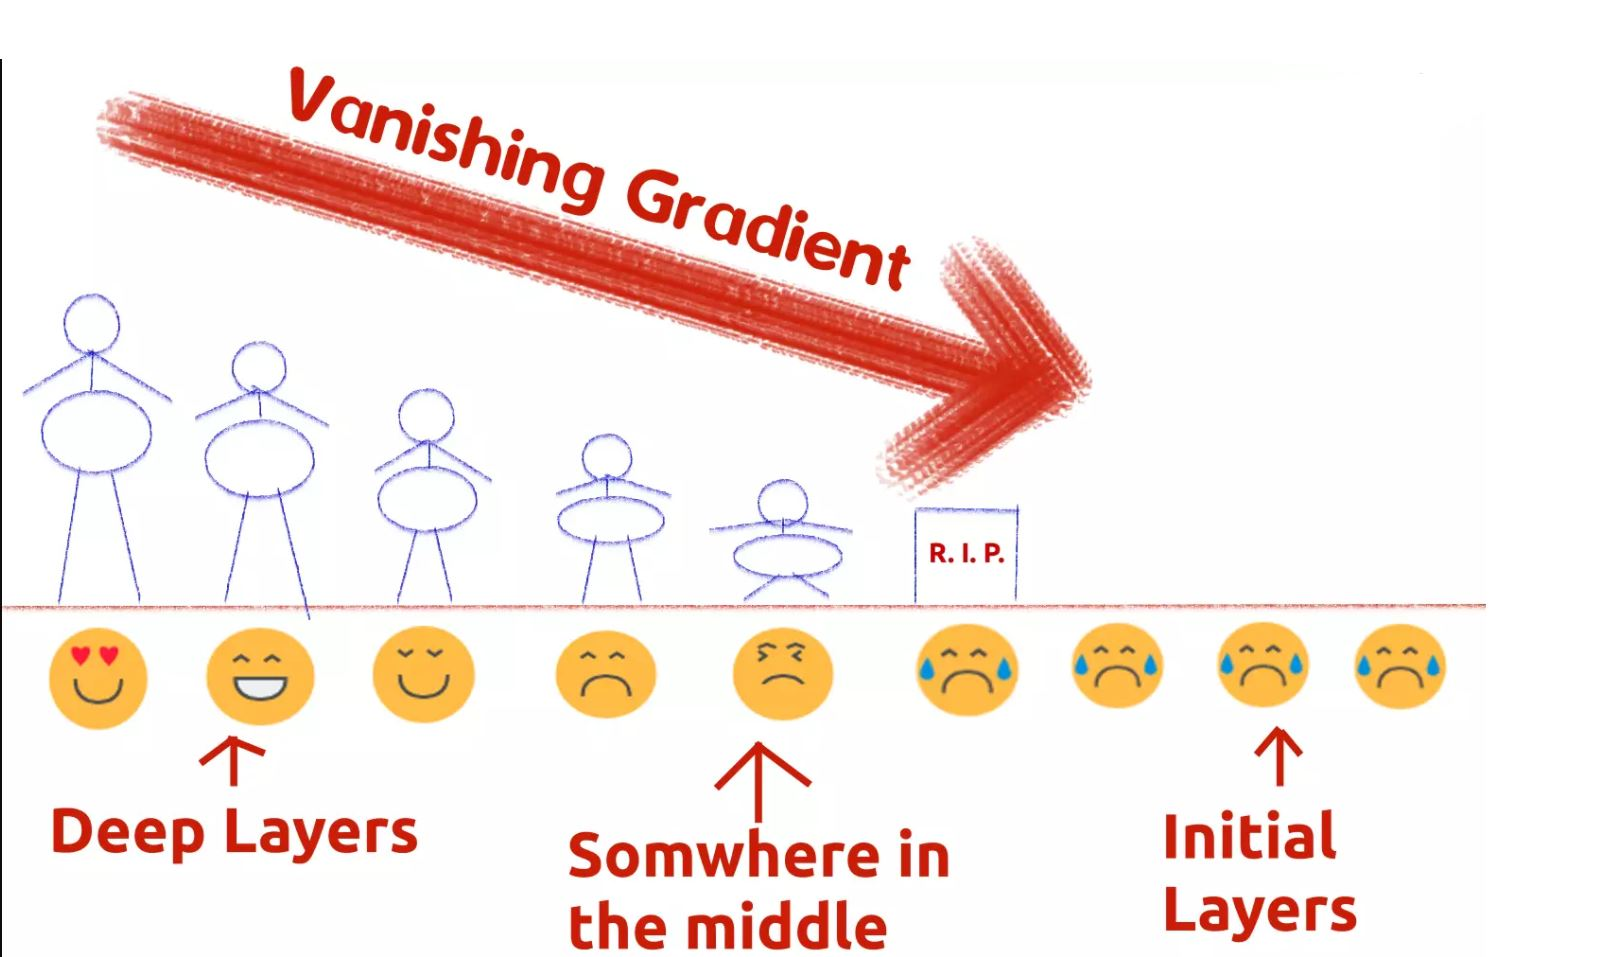 Vanishing Gradient
R. I. P.
Deep Layers
Somwhere in
the middle
Initial
Layers